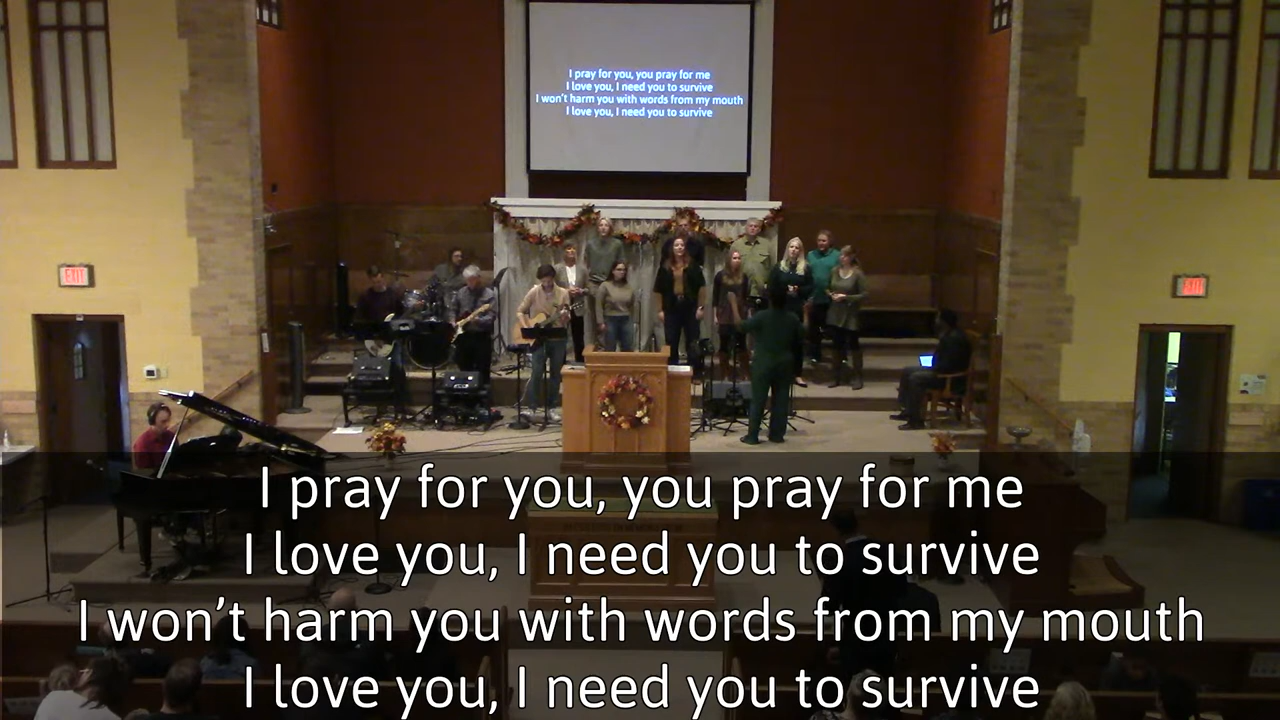 I pray for you, you pray for me
I love you, I need you to survive
I won't harm you with words from my mouth
I love you, I need you to survive
EXIT
EXIT
I pray for you, you pray for me
I love you, I need you to survive
I won’t harm you with words from my mouth
I love you, I need you to survive